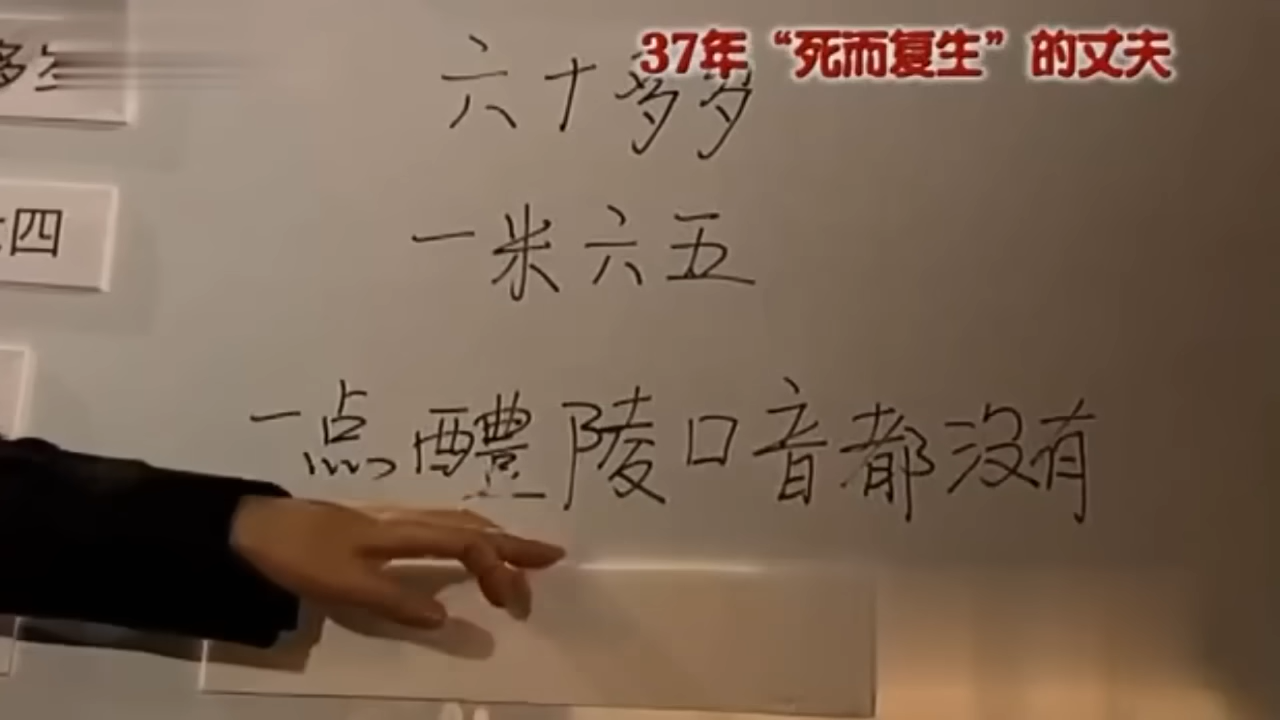 37年“死而复生”的丈夫
六十多岁
一米六五
四
一点醴陵口音都没有